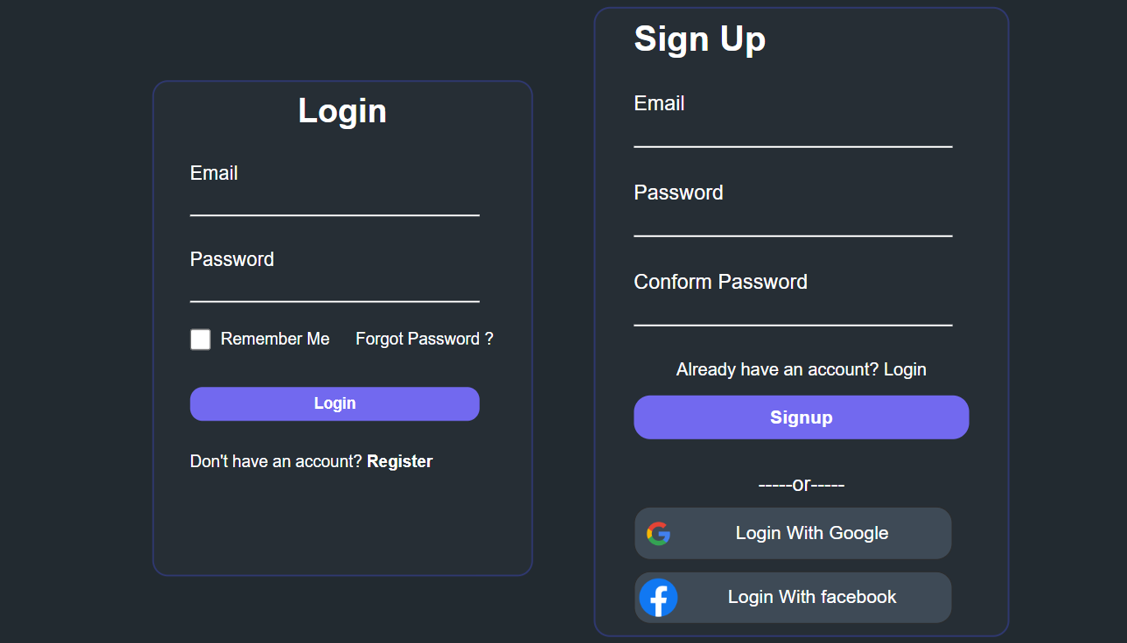 Login
Email
Password
Remember Me Forgot Password ?
Login
Don't have an account? Register
Sign Up
Email
Password
Conform Password
Already have an account? Login
Signup
-----or-----
Login With Google
Login With facebook